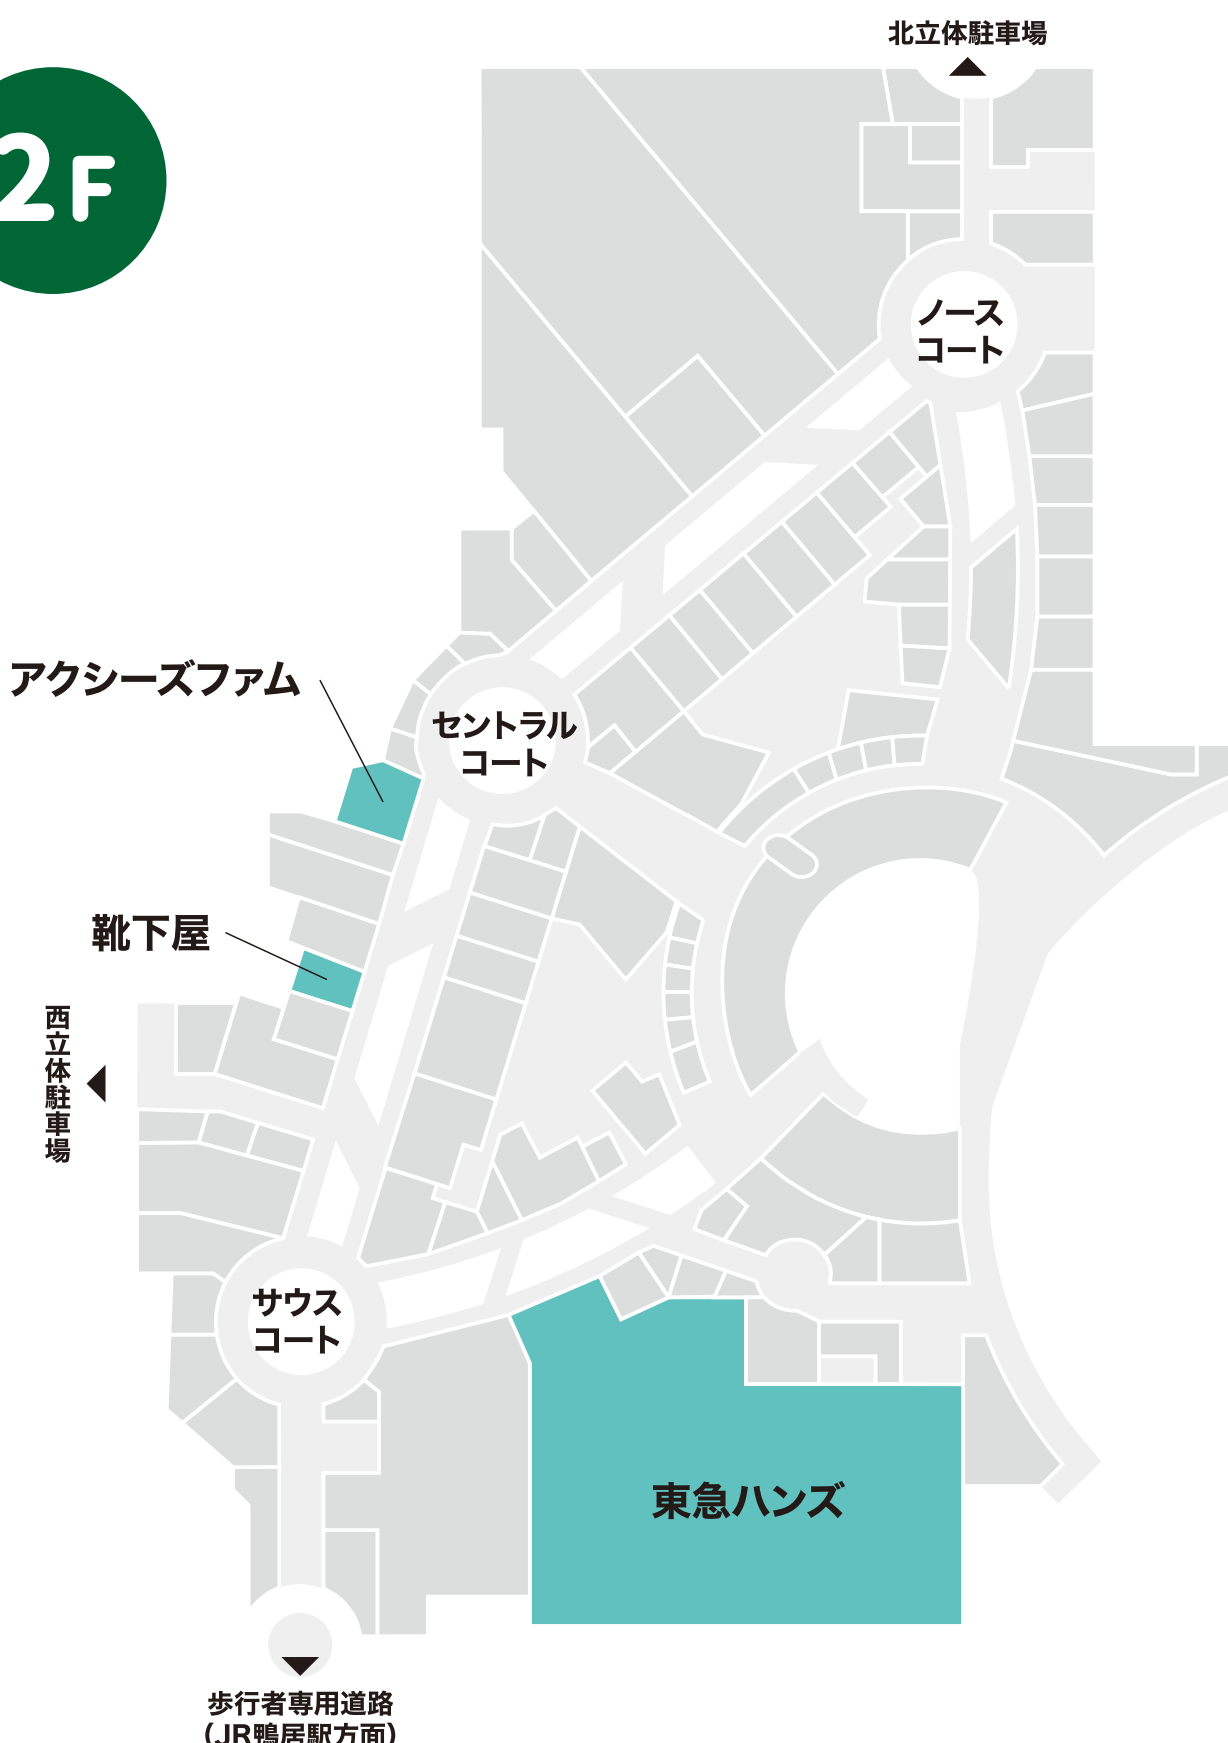 北立体駐車場
2F
ノース
コート
アクシーズファム
セントラル
コート
靴下屋
西立体駐車場
サウス
コート
東急ハンズ
歩行者専用道路
（JR鴨居駅方面）